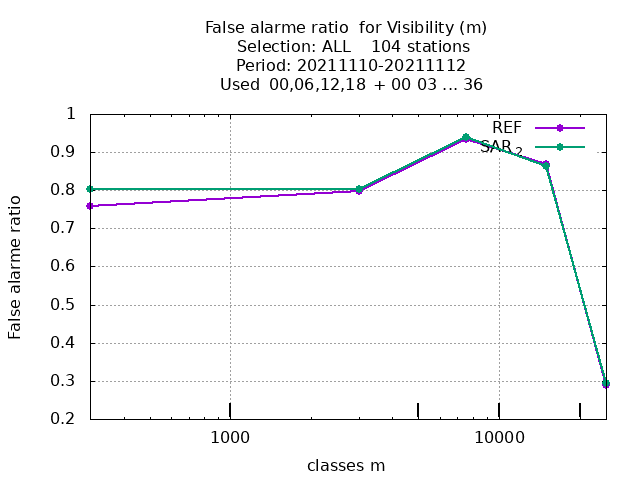 False alarme ratio  for Visibility (m)
Selection: ALL    104 stations
Period: 20211110-20211112
Used  00,06,12,18  + 00 03 ... 36
1
0.9
0.8
0.7
0.6
0.5
0.4
0.3
0.2
False alarme ratio
REF
SAR₂
1000
10000
classes m